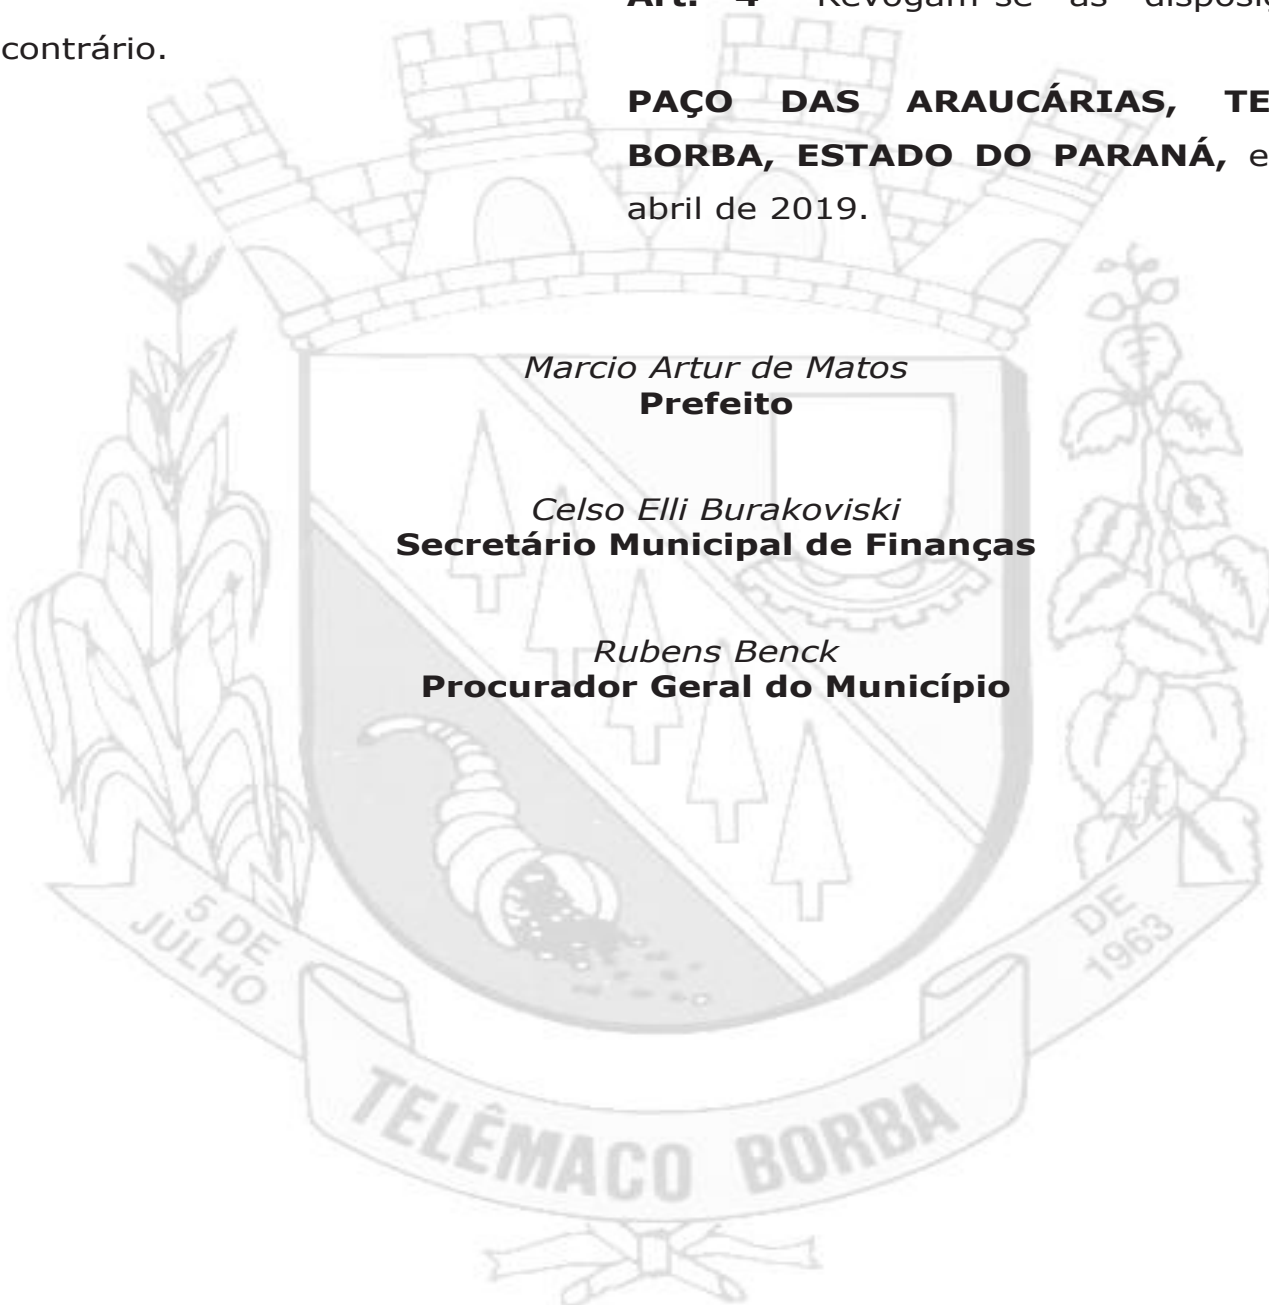 Art. 4 Revogam-se as disposiç
contrário.
PAÇO DAS ARAUCÁRIAS, TE
BORBA, ESTADO DO PARANÁ, e
abril de 2019.
Marcio Artur de Matos
Prefeito
Celso Elli Burakoviski
Secretário Municipal de Finanças
Rubens Benck
Procurador Geral do Município
5 DE
JULHO
DE
1963
TELÊMACO BORBA